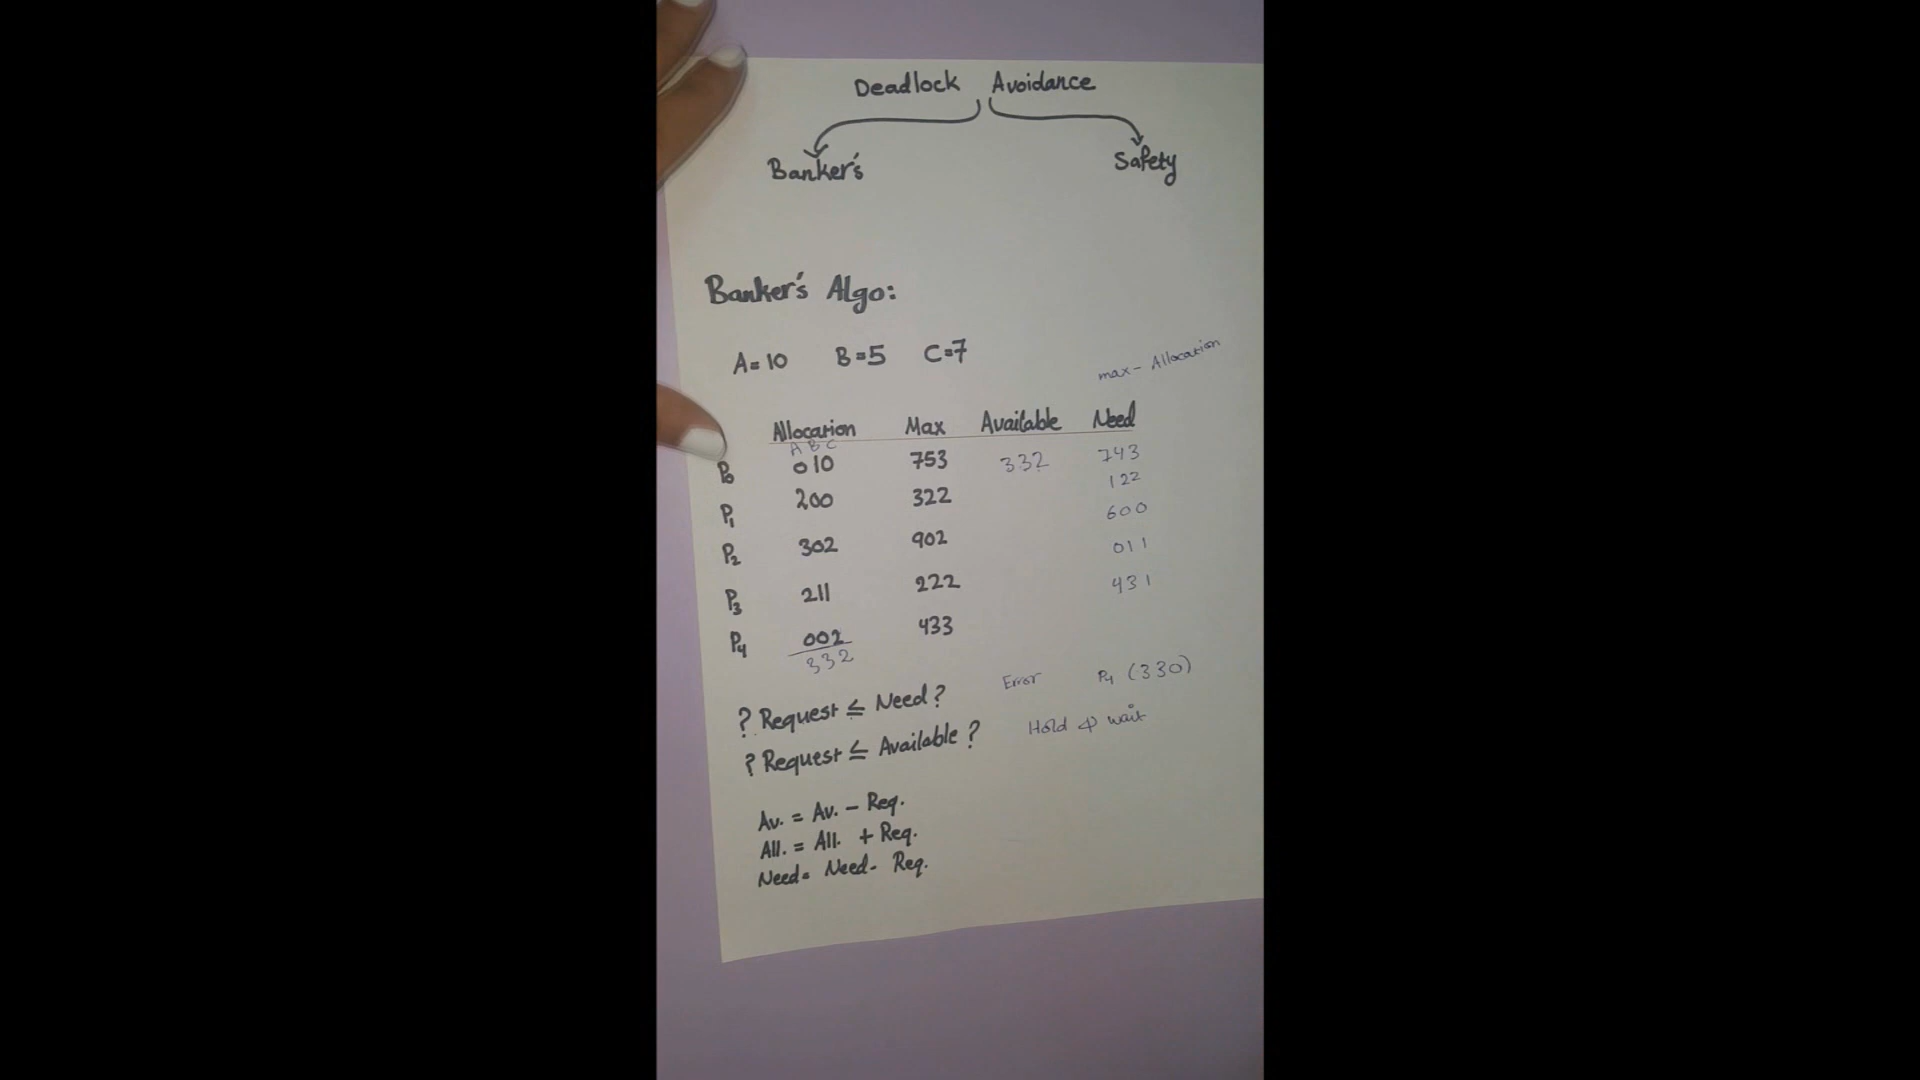 Deadlock Avoidance
Banker's Safety
Banker's Algo:
A=10 B=5 C=7
max - Allocation
Allocation Max Available Need
A B C
P0 010 753 332 743
P1 200 322 122
P2 302 902 600
P3 211 222 011
P4 002 433 431
332
? Request ≤ Need? Error P4 (330)
? Request ≤ Available? Hold & wait
Av. = Av. - Req.
All. = All. + Req.
Need = Need - Req.